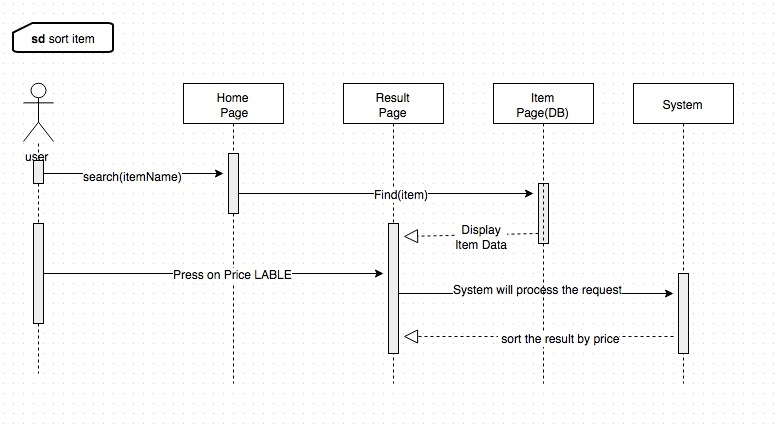 sd sort item
Home
Page
Result
Page
Item
Page(DB)
System
user
search(itemName)
Find(item)
Display
Item Data
Press on Price LABLE
System will process the request
sort the result by price